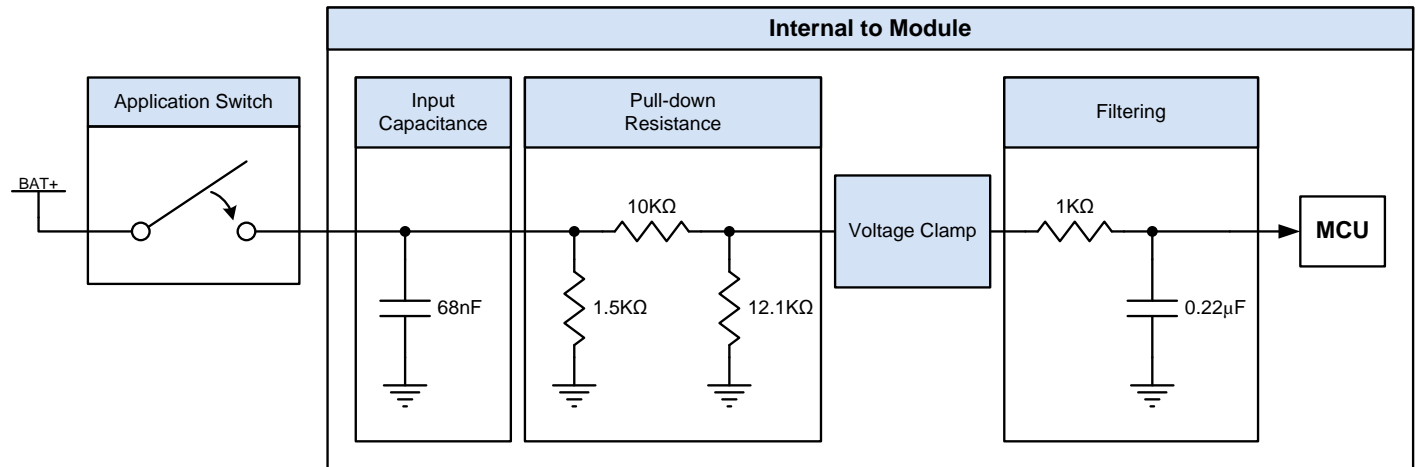 Internal to Module
Application Switch
Input
Capacitance
Pull-down
Resistance
Filtering
BAT+
10KΩ
1KΩ
Voltage Clamp
MCU
68nF
1.5KΩ
12.1KΩ
0.22μF